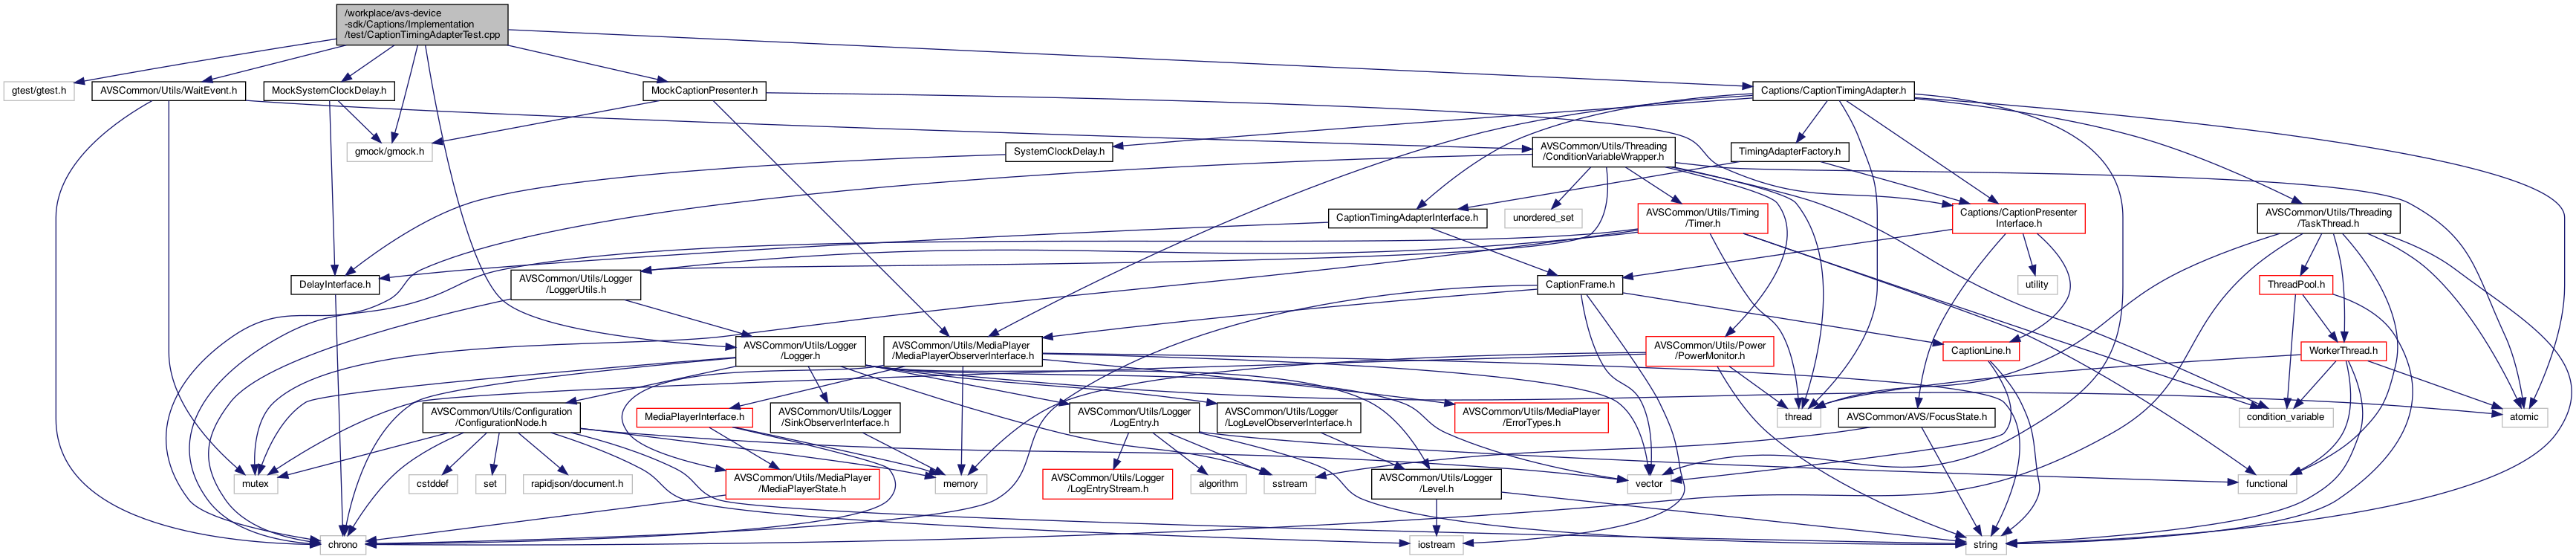 /workplace/avs-device
-sdk/Captions/Implementation
/test/CaptionTimingAdapterTest.cpp
gtest/gtest.h
AVSCommon/Utils/WaitEvent.h
MockSystemClockDelay.h
MockCaptionPresenter.h
Captions/CaptionTimingAdapter.h
gmock/gmock.h
SystemClockDelay.h
AVSCommon/Utils/Threading
/ConditionVariableWrapper.h
TimingAdapterFactory.h
CaptionTimingAdapterInterface.h
unordered_set
AVSCommon/Utils/Timing
/Timer.h
Captions/CaptionPresenter
Interface.h
AVSCommon/Utils/Threading
/TaskThread.h
DelayInterface.h
AVSCommon/Utils/Logger
/LoggerUtils.h
CaptionFrame.h
utility
ThreadPool.h
AVSCommon/Utils/Logger
/Logger.h
AVSCommon/Utils/MediaPlayer
/MediaPlayerObserverInterface.h
AVSCommon/Utils/Power
/PowerMonitor.h
CaptionLine.h
WorkerThread.h
AVSCommon/Utils/Configuration
/ConfigurationNode.h
MediaPlayerInterface.h
AVSCommon/Utils/Logger
/SinkObserverInterface.h
AVSCommon/Utils/Logger
/LogEntry.h
AVSCommon/Utils/Logger
/LogLevelObserverInterface.h
AVSCommon/Utils/MediaPlayer
/ErrorTypes.h
thread
AVSCommon/AVS/FocusState.h
condition_variable
atomic
mutex
cstddef
set
rapidjson/document.h
AVSCommon/Utils/MediaPlayer
/MediaPlayerState.h
memory
AVSCommon/Utils/Logger
/LogEntryStream.h
algorithm
sstream
AVSCommon/Utils/Logger
/Level.h
vector
functional
chrono
iostream
string